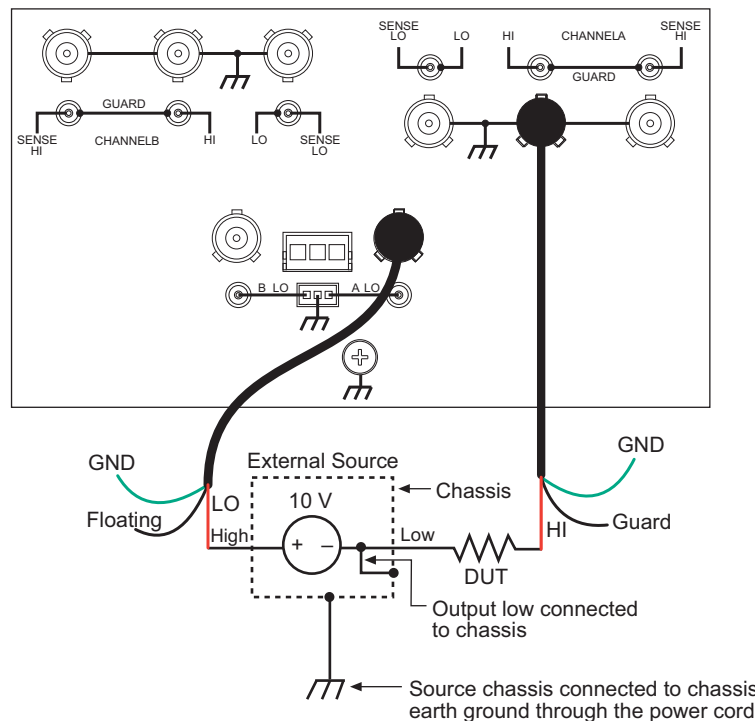 SENSE
LO
LO
HI
CHANNELA
SENSE
HI
GUARD
GUARD
SENSE
HI
CHANNELB
HI
LO
SENSE
LO
B LO
A LO
GND
External Source
GND
10 V
Chassis
LO
Floating
High
+
–
Low
HI
Guard
DUT
Output low connected
to chassis
Source chassis connected to chassis
earth ground through the power cord